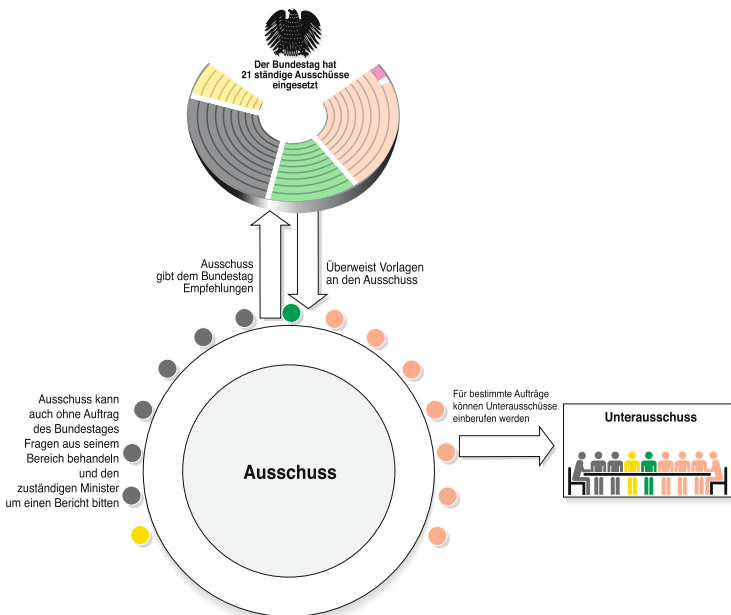 Der Bundestag hat
21 ständige Ausschüsse
eingesetzt
Ausschuss
gibt dem Bundestag
Empfehlungen
Überweist Vorlagen
an den Ausschuss
Ausschuss kann
auch ohne Auftrag
des Bundestages
Fragen aus seinem
Bereich behandeln
und den
zuständigen Minister
um einen Bericht bitten
Ausschuss
Für bestimmte Aufträge
können Unterausschüsse
einberufen werden
Unterausschuss